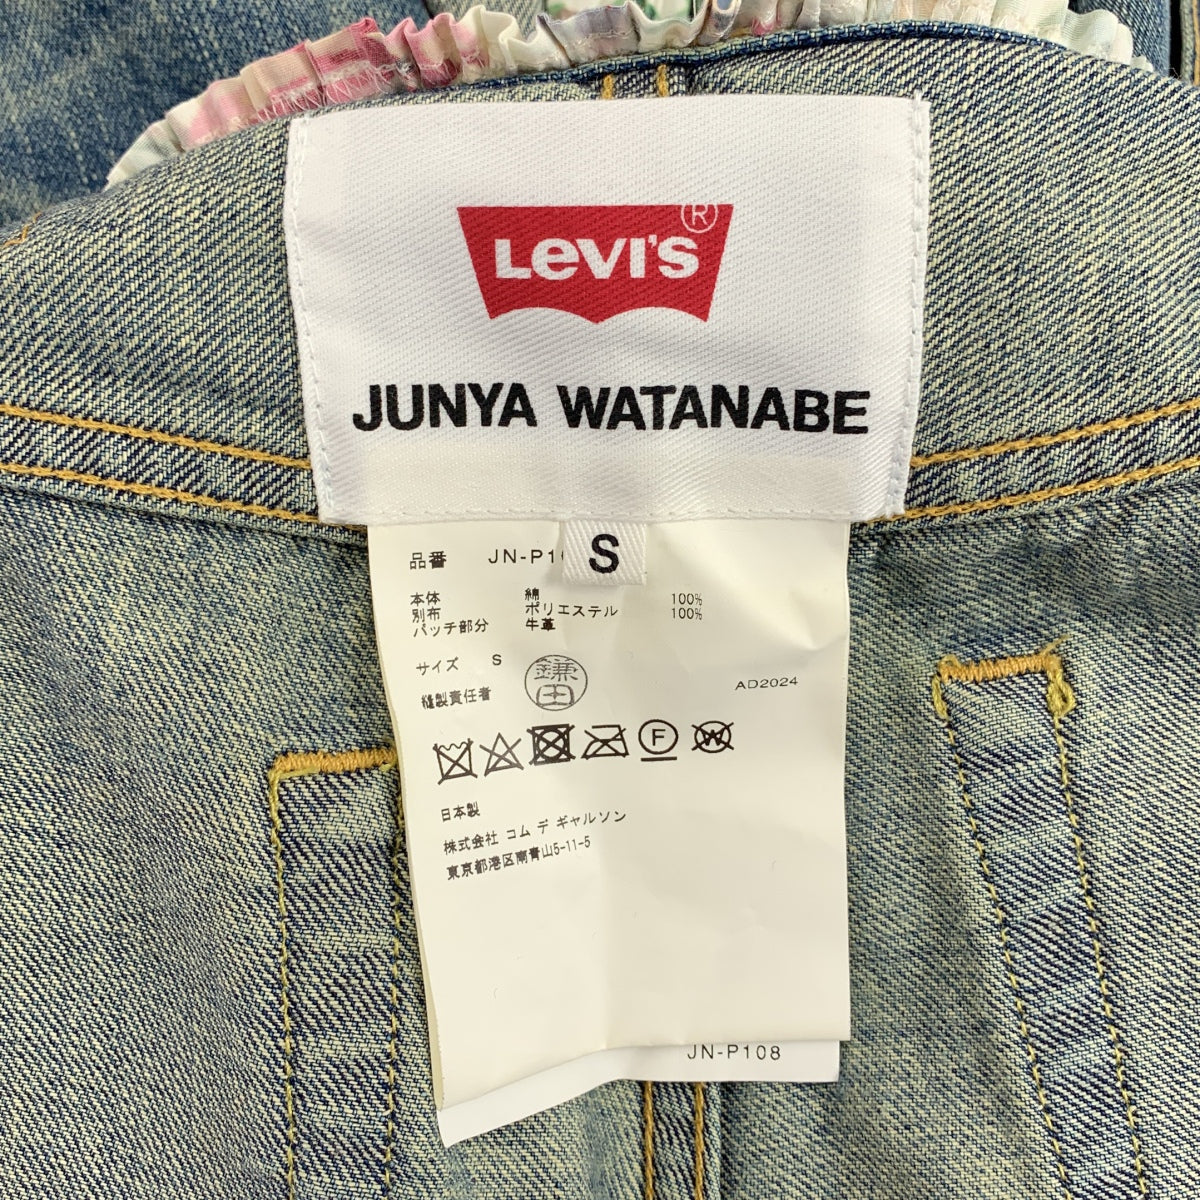 LEVI'S ®
JUNYA WATANABE
S
品番 JN-P1
本体 綿 100%
別布 ポリエステル 100%
パッチ部分 牛革
サイズ S
縫製責任者 鎌田
AD2024
F W
日本製
株式会社 コム デ ギャルソン
東京都港区南青山5-11-5
JN-P108